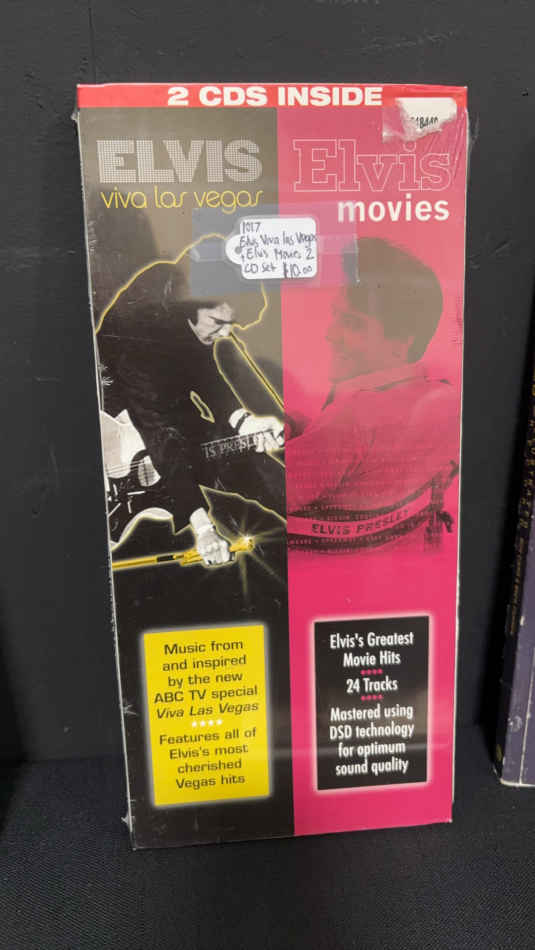 2 CDS INSIDE
ELVIS
viva las vegas
Elvis
movies
1017
Elvis Viva las Vegas
+ Elvis Movies 2
CD Set $10.00
IS PRESLE
ELVIS PRESLEY
Music from
and inspired
by the new
ABC TV special
Viva Las Vegas
Features all of
Elvis's most
cherished
Vegas hits
Elvis's Greatest
Movie Hits
24 Tracks
Mastered using
DSD technology
for optimum
sound quality